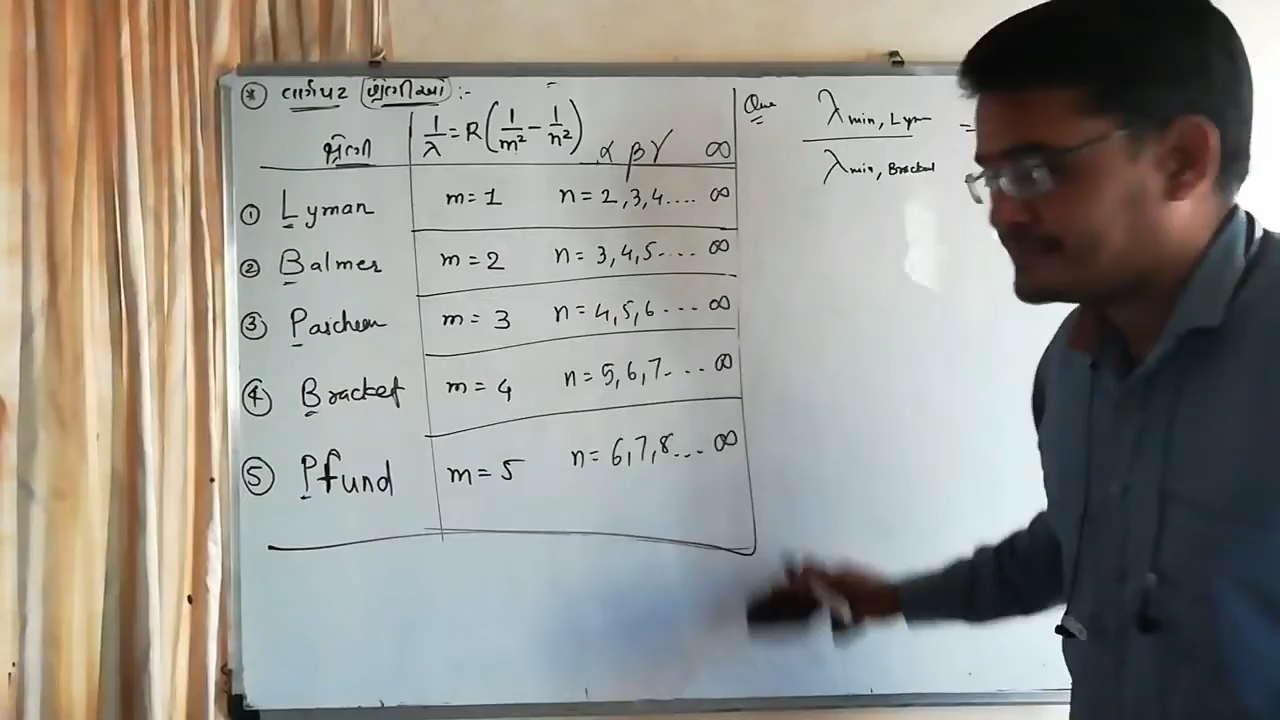 * વર્ણપટ શ્રેણીઓ :-
શ્રેણી 1/λ = R(1/m² - 1/n²) α β γ ∞
① Lyman m = 1 n = 2,3,4.... ∞
② Balmer m = 2 n = 3,4,5.... ∞
③ Paschen m = 3 n = 4,5,6... ∞
④ Bracket m = 4 n = 5,6,7... ∞
⑤ Pfund m = 5 n = 6,7,8... ∞
Que λ min, Lym =
λ min, Bracket